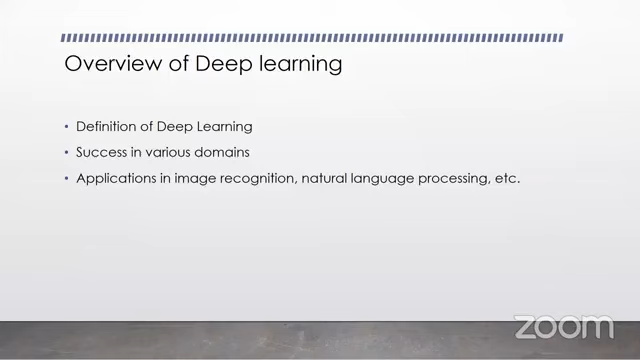 Overview of Deep learning
• Definition of Deep Learning
• Success in various domains
• Applications in image recognition, natural language processing, etc.
zoom